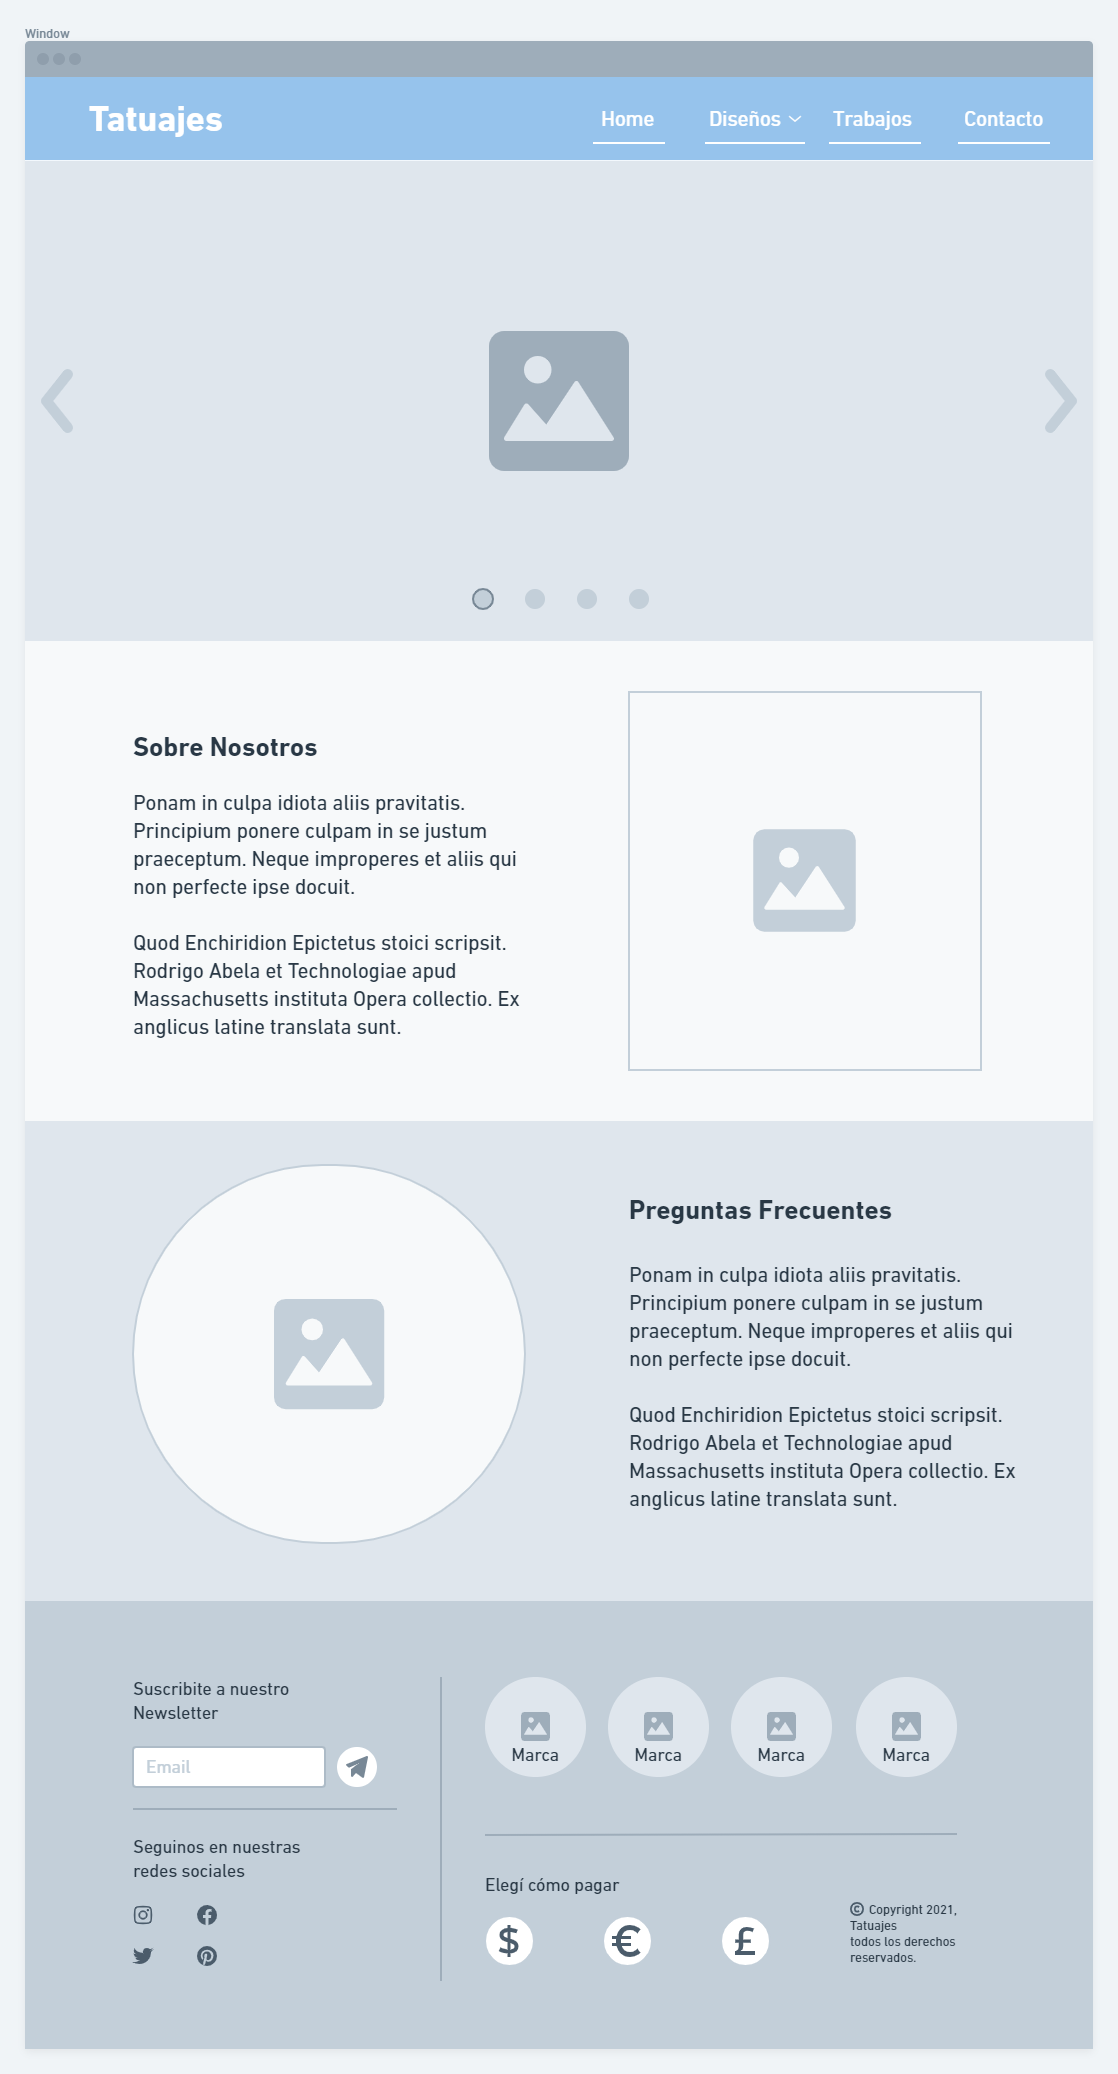 Window
Tatuajes
Home
Diseños
Trabajos
Contacto
Sobre Nosotros
Ponam in culpa idiota aliis pravitatis.
Principium ponere culpam in se justum
praeceptum. Neque improperes et aliis qui
non perfecte ipse docuit.
Quod Enchiridion Epictetus stoici scripsit.
Rodrigo Abela et Technologiae apud
Massachusetts instituta Opera collectio. Ex
anglicus latine translata sunt.
Preguntas Frecuentes
Ponam in culpa idiota aliis pravitatis.
Principium ponere culpam in se justum
praeceptum. Neque improperes et aliis qui
non perfecte ipse docuit.
Quod Enchiridion Epictetus stoici scripsit.
Rodrigo Abela et Technologiae apud
Massachusetts instituta Opera collectio. Ex
anglicus latine translata sunt.
Suscribite a nuestro
Newsletter
Email
Seguinos en nuestras
redes sociales
Marca
Marca
Marca
Marca
Elegí cómo pagar
$
€
£
© Copyright 2021,
Tatuajes
todos los derechos
reservados.